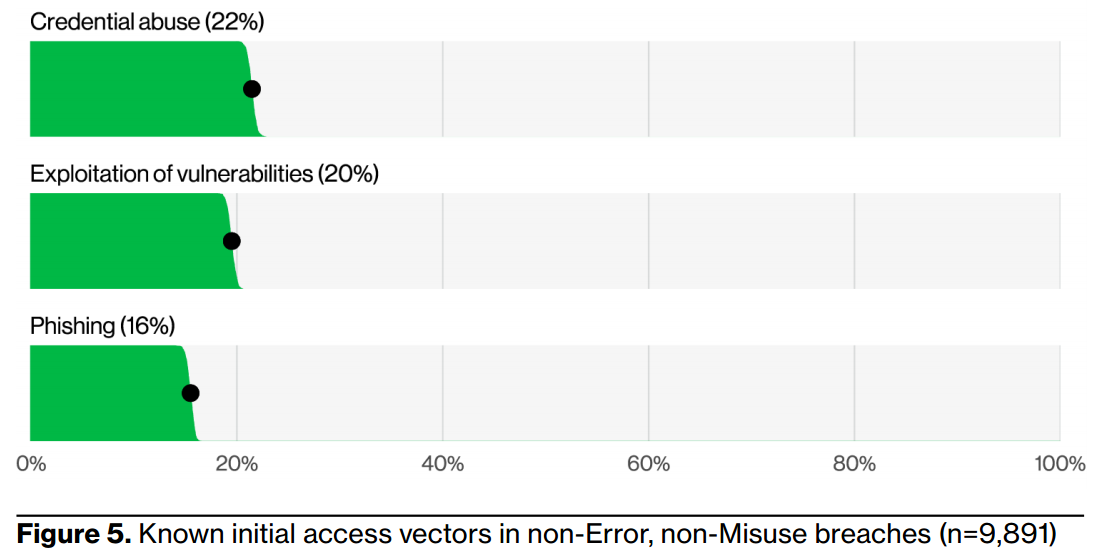 Credential abuse (22%)
Exploitation of vulnerabilities (20%)
Phishing (16%)
0% 20% 40% 60% 80% 100%
Figure 5. Known initial access vectors in non-Error, non-Misuse breaches (n=9,891)